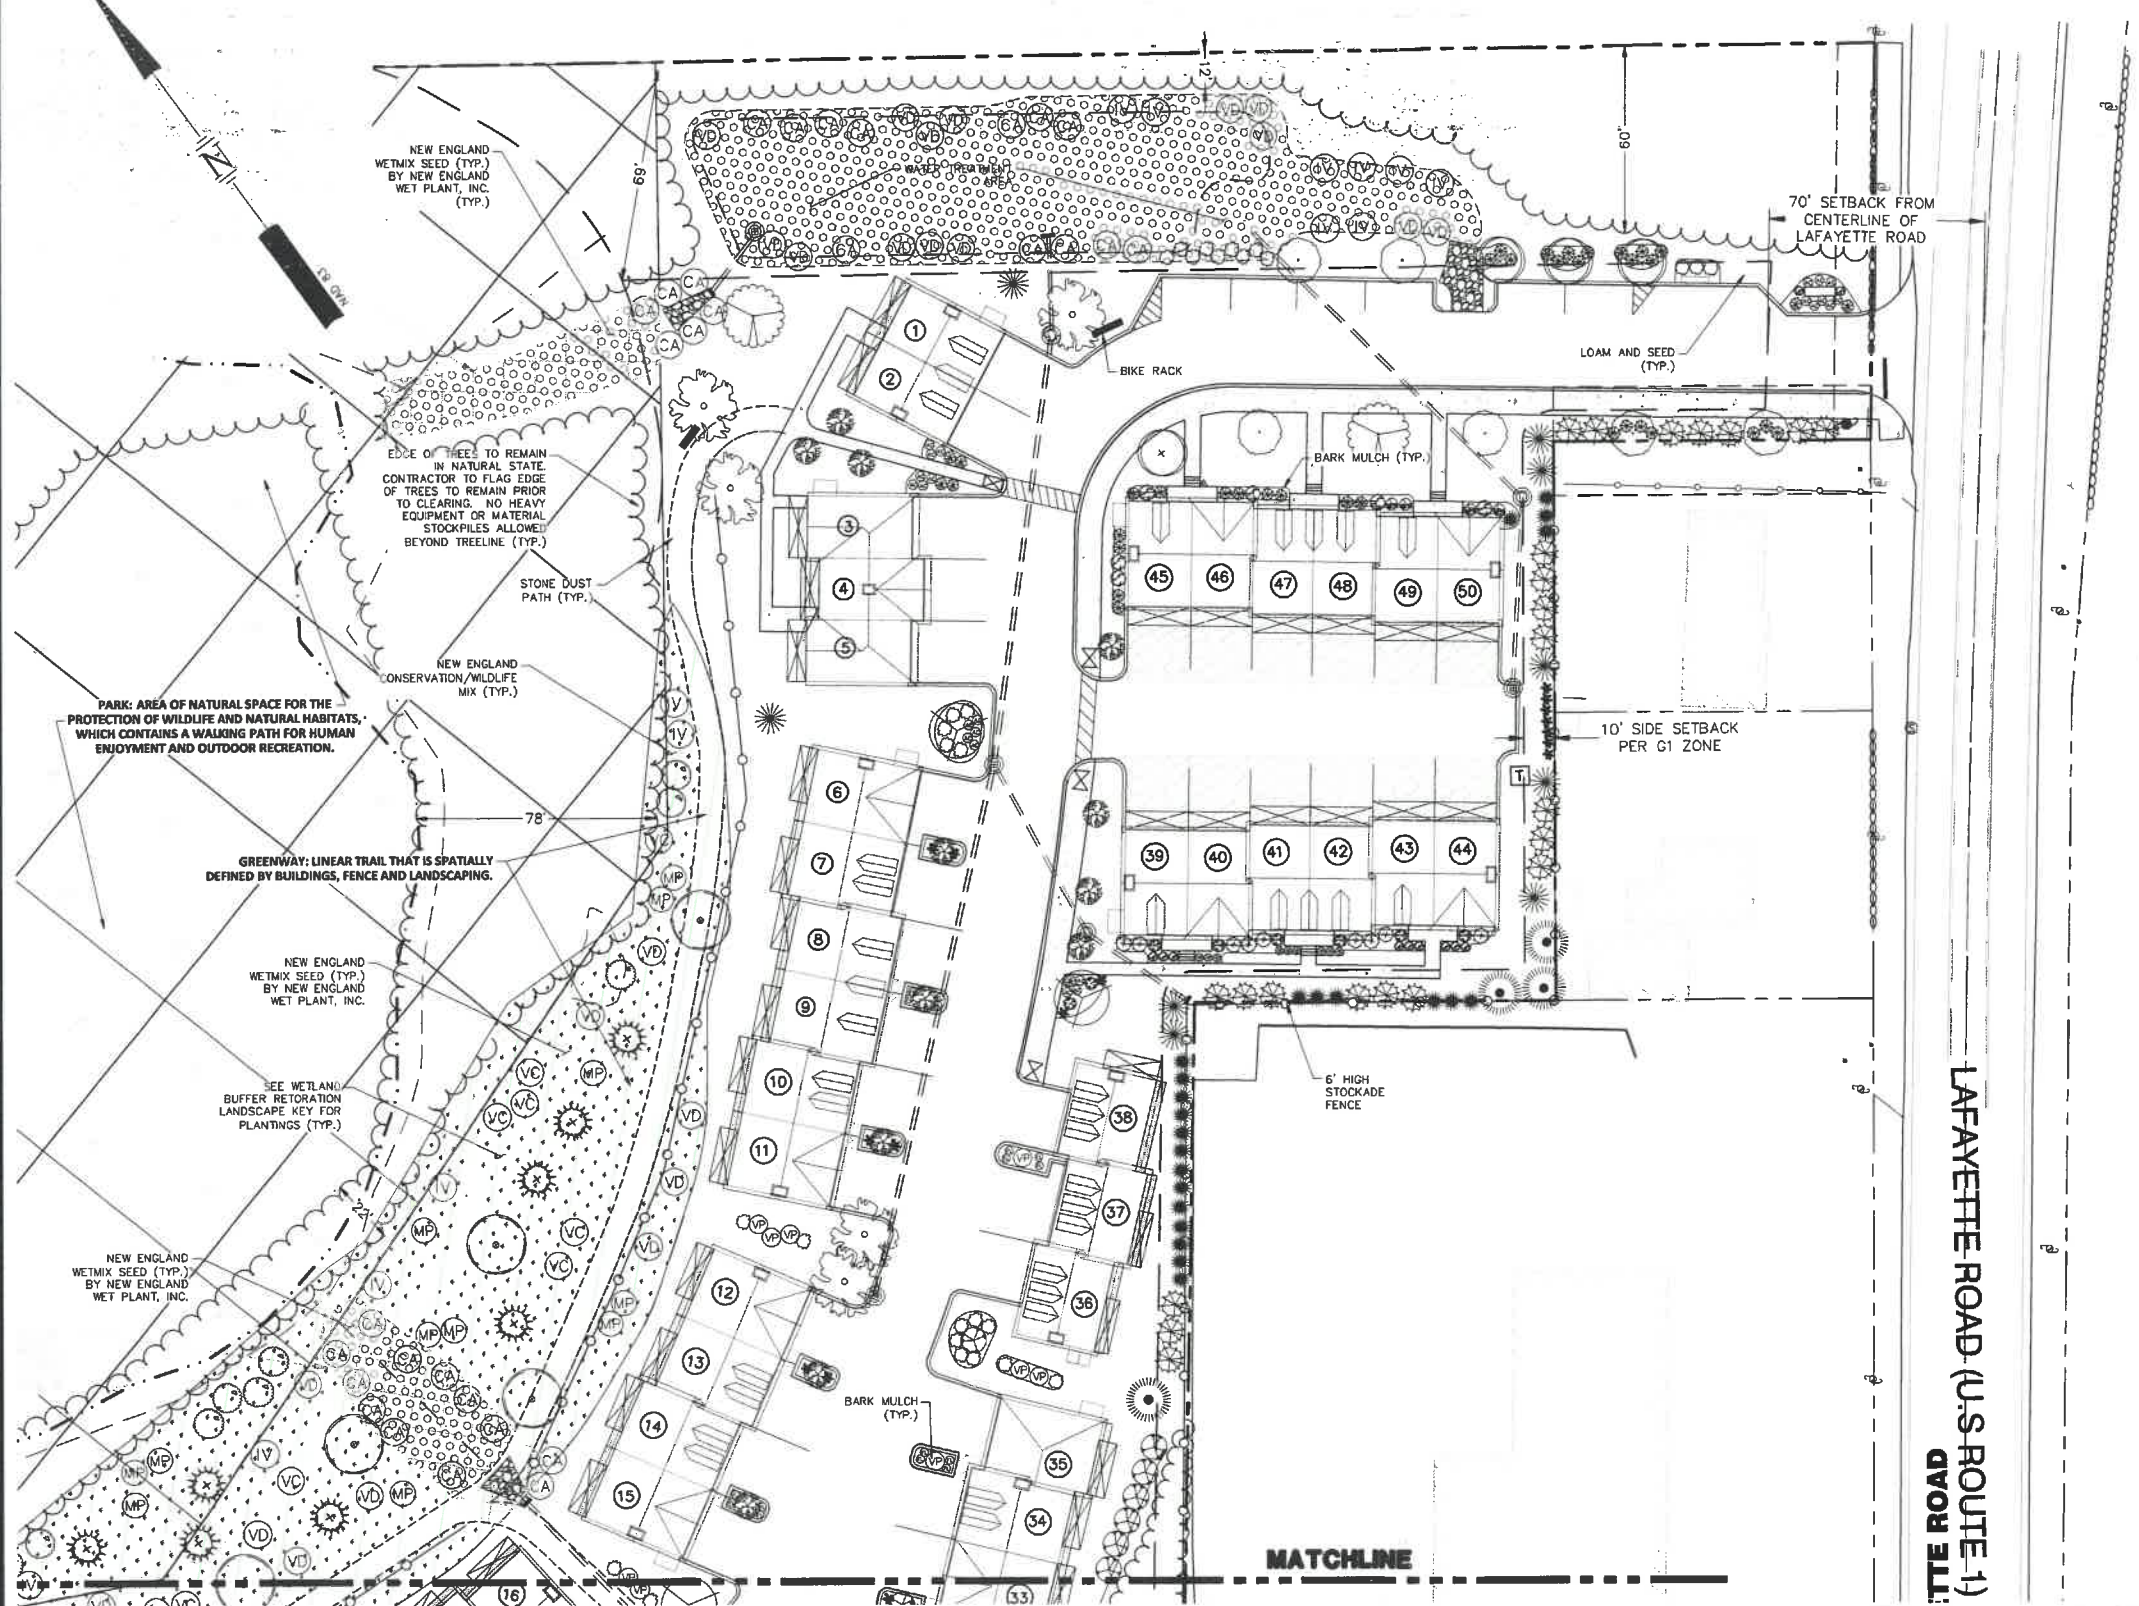 12'
60'
69'
N
NAD 83
NEW ENGLAND
WETMIX SEED (TYP.)
BY NEW ENGLAND
WET PLANT, INC.
(TYP.)
WATER TREATMENT
AREA
70' SETBACK FROM
CENTERLINE OF
LAFAYETTE ROAD
LOAM AND SEED
(TYP.)
BIKE RACK
BARK MULCH (TYP.)
EDGE OF TREES TO REMAIN
IN NATURAL STATE.
CONTRACTOR TO FLAG EDGE
OF TREES TO REMAIN PRIOR
TO CLEARING. NO HEAVY
EQUIPMENT OR MATERIAL
STOCKPILES ALLOWED
BEYOND TREELINE (TYP.)
STONE DUST
PATH (TYP.)
NEW ENGLAND
CONSERVATION/WILDLIFE
MIX (TYP.)
PARK: AREA OF NATURAL SPACE FOR THE
PROTECTION OF WILDLIFE AND NATURAL HABITATS,
WHICH CONTAINS A WALKING PATH FOR HUMAN
ENJOYMENT AND OUTDOOR RECREATION.
10' SIDE SETBACK
PER G1 ZONE
T
78'
GREENWAY: LINEAR TRAIL THAT IS SPATIALLY
DEFINED BY BUILDINGS, FENCE AND LANDSCAPING.
NEW ENGLAND
WETMIX SEED (TYP.)
BY NEW ENGLAND
WET PLANT, INC.
SEE WETLAND
BUFFER RETORATION
LANDSCAPE KEY FOR
PLANTINGS (TYP.)
22'
NEW ENGLAND
WETMIX SEED (TYP.)
BY NEW ENGLAND
WET PLANT, INC.
6' HIGH
STOCKADE
FENCE
BARK MULCH
(TYP.)
1
2
3
4
5
6
7
8
9
10
11
12
13
14
15
16
45 46 47 48 49 50
39 40 41 42 43 44
38
37
36
35
34
33
MATCHLINE
LAFAYETTE ROAD (U.S ROUTE 1)
TTE ROAD